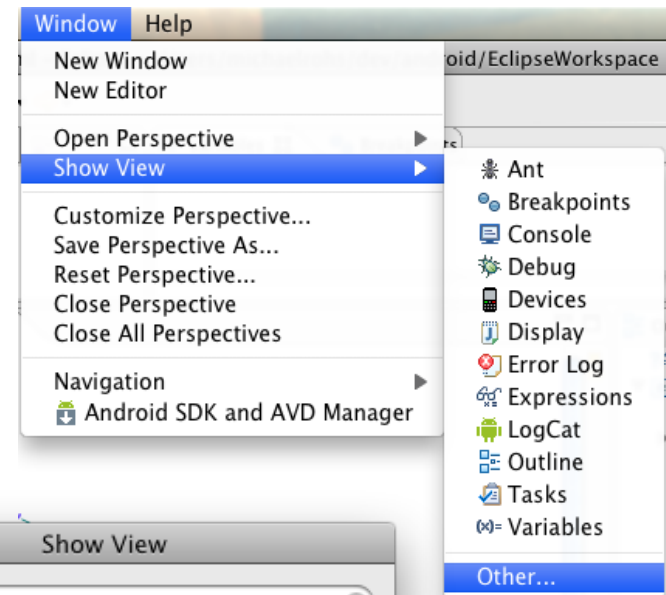 Window Help
New Window
New Editor
oid/EclipseWorkspace
Open Perspective
Show View
Customize Perspective...
Save Perspective As...
Reset Perspective...
Close Perspective
Close All Perspectives
Navigation
Android SDK and AVD Manager
ts
Ant
Breakpoints
Console
Debug
Devices
Display
Error Log
Expressions
LogCat
Outline
Tasks
(x)= Variables
Other...
Show View